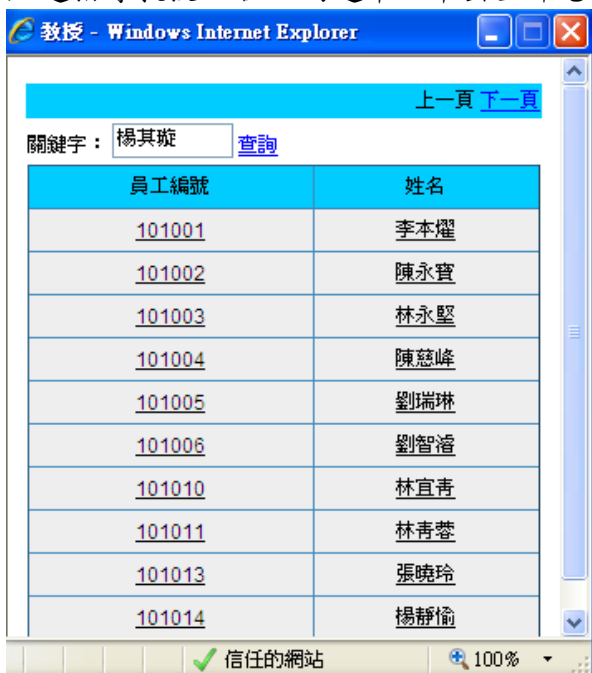 教授 - Windows Internet Explorer
上一頁 下一頁
關鍵字： 楊其璇 查詢
員工編號 姓名
101001 李本燿
101002 陳永寶
101003 林永堅
101004 陳慈峰
101005 劉瑞琳
101006 劉智濬
101010 林宜青
101011 林青蓉
101013 張曉玲
101014 楊靜愉
信任的網站 100%